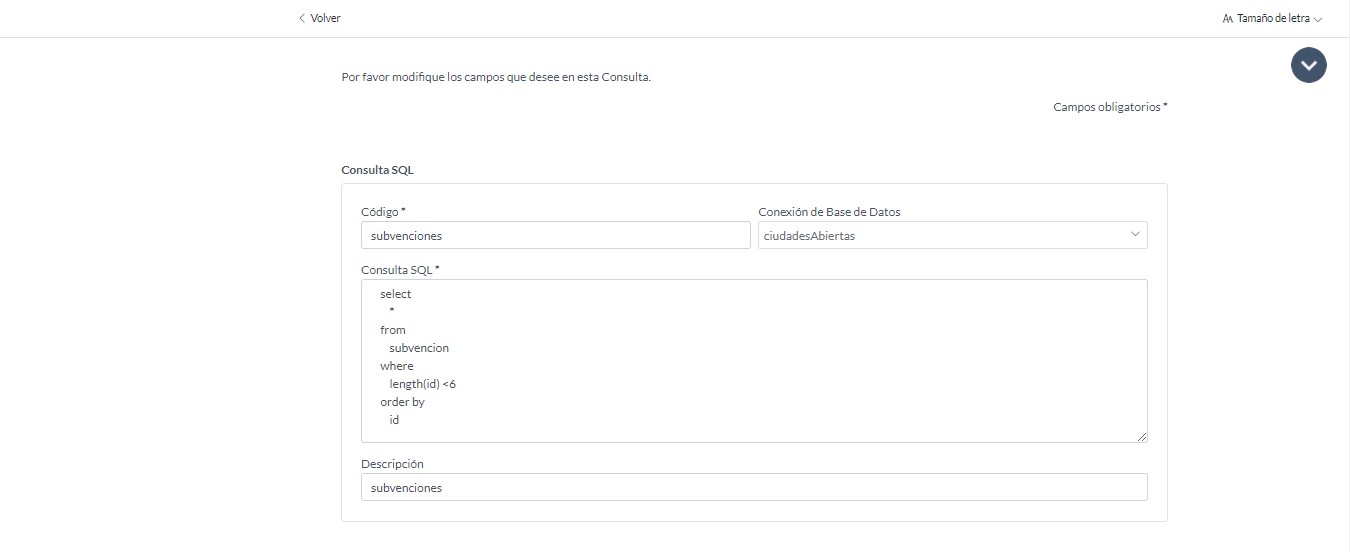 Volver
AA Tamaño de letra
Por favor modifique los campos que desee en esta Consulta.
Campos obligatorios *
Consulta SQL
Código *
Conexión de Base de Datos
subvenciones
ciudadesAbiertas
Consulta SQL *
select
*
from
subvencion
where
length(id) <6
order by
id
Descripción
subvenciones